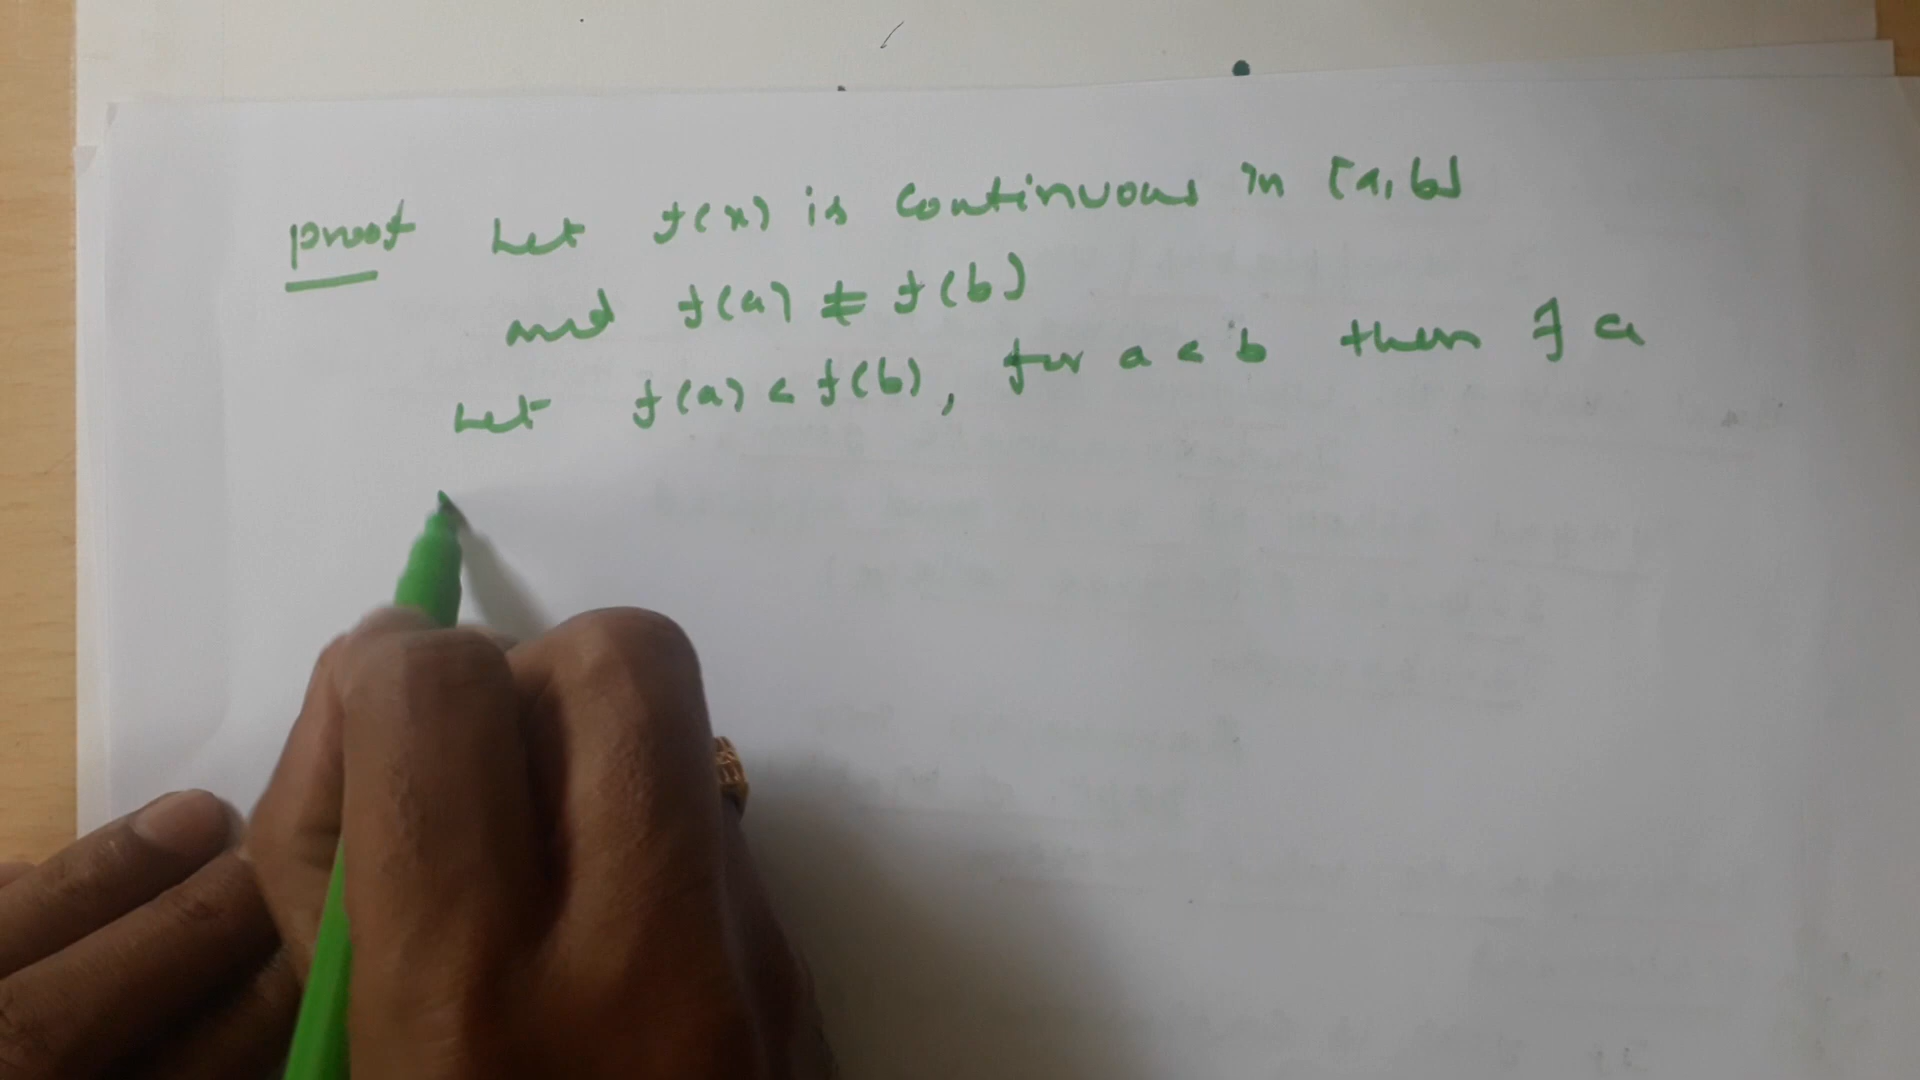 proof Let f(x) is continuous in [a, b]
and f(a) ≠ f(b)
Let f(a) < f(b), for a < b then ∃ a